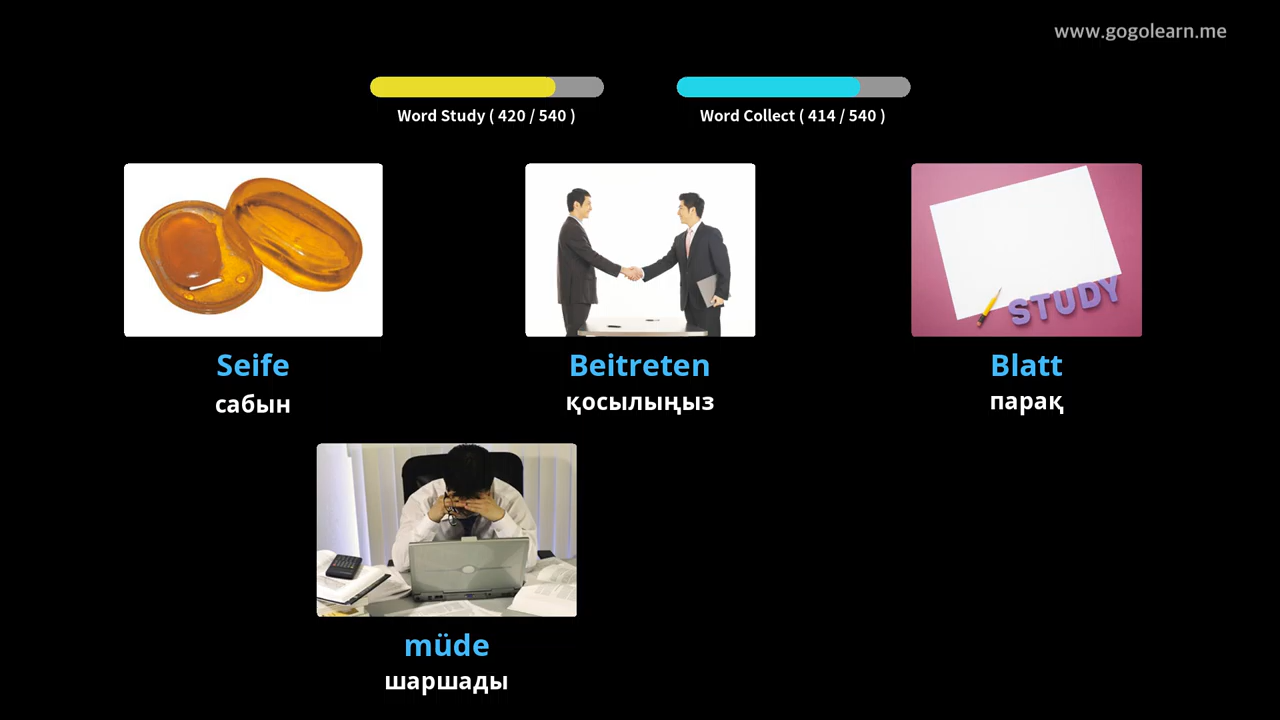 www.gogolearn.me
Word Study ( 420 / 540 )
Word Collect ( 414 / 540 )
STUDY
Seife
сабын
Beitreten
қосылыңыз
Blatt
парақ
müde
шаршады